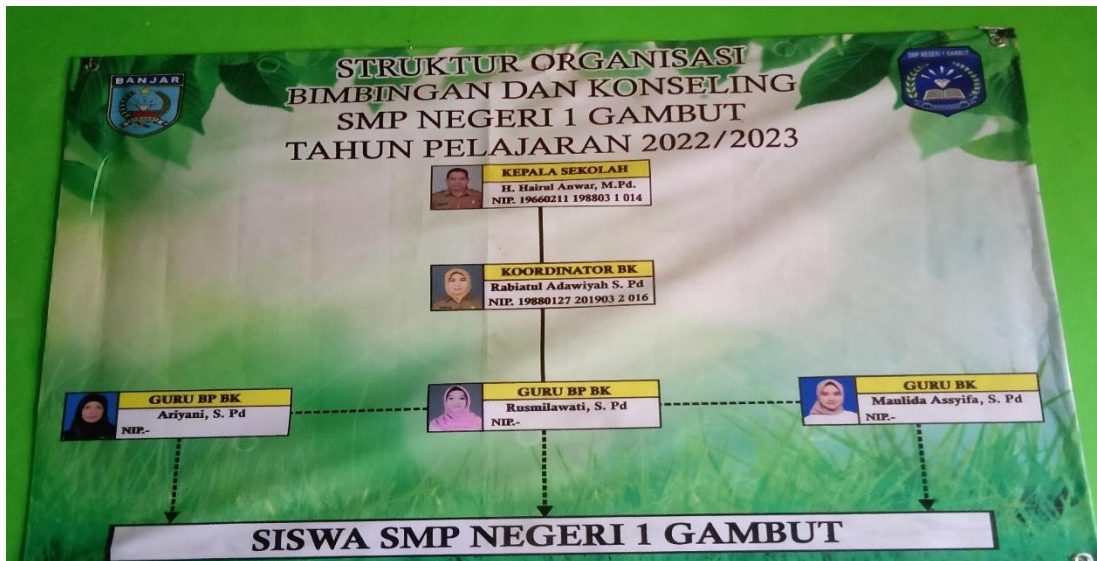 BANJAR
SMP NEGERI 1 GAMBUT
STRUKTUR ORGANISASI
BIMBINGAN DAN KONSELING
SMP NEGERI 1 GAMBUT
TAHUN PELAJARAN 2022/2023
KEPALA SEKOLAH
H. Hairul Anwar, M.Pd.
NIP. 19660211 198803 1 014
KOORDINATOR BK
Rabiatul Adawiyah S. Pd
NIP. 19880127 201903 2 016
GURU BP BK
Ariyani, S. Pd
NIP.-
GURU BP BK
Rusmilawati, S. Pd
NIP.-
GURU BK
Maulida Assyifa, S. Pd
NIP.-
SISWA SMP NEGERI 1 GAMBUT